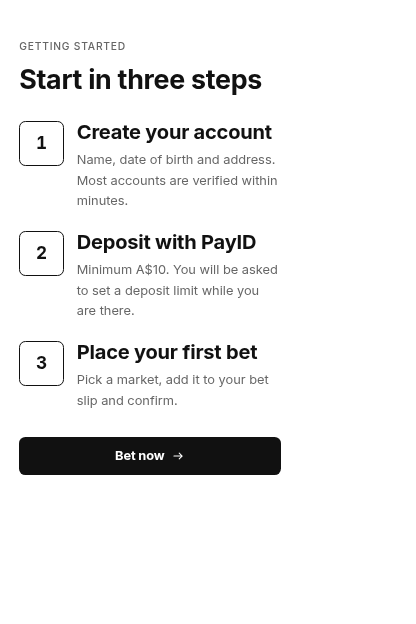 GETTING STARTED
Start in three steps
1
Create your account
Name, date of birth and address.
Most accounts are verified within
minutes.
2
Deposit with PayID
Minimum A$10. You will be asked
to set a deposit limit while you
are there.
3
Place your first bet
Pick a market, add it to your bet
slip and confirm.
Bet now →